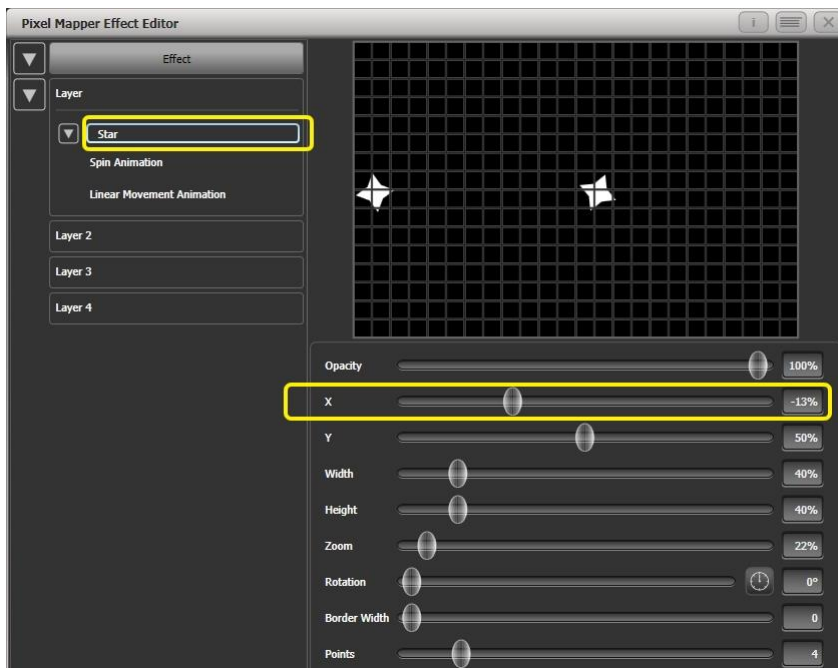 Pixel Mapper Effect Editor
i
Effect
Layer
Star
Spin Animation
Linear Movement Animation
Layer 2
Layer 3
Layer 4
Opacity 100%
X -13%
Y 50%
Width 40%
Height 40%
Zoom 22%
Rotation 0°
Border Width 0
Points 4